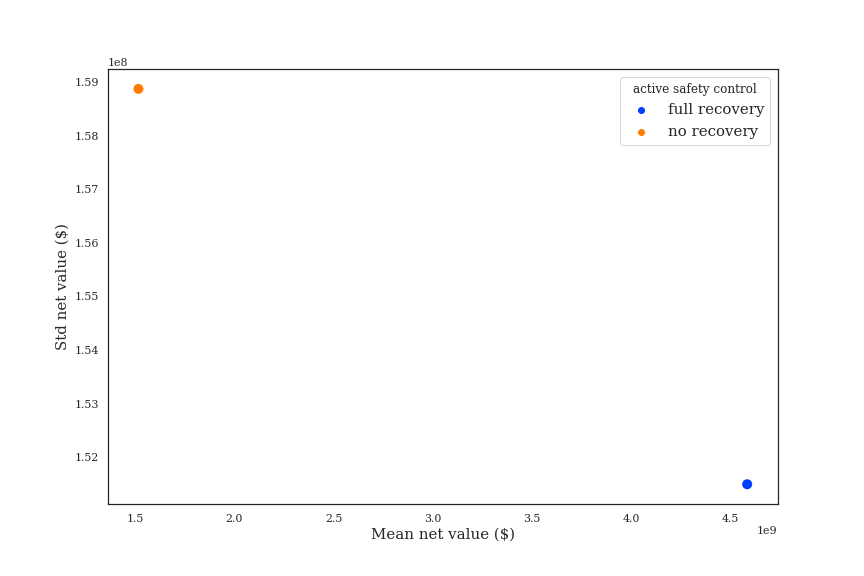 1e8
1.59
1.58
1.57
1.56
1.55
1.54
1.53
1.52
Std net value ($)
active safety control
full recovery
no recovery
1.5
2.0
2.5
3.0
3.5
4.0
4.5
1e9
Mean net value ($)